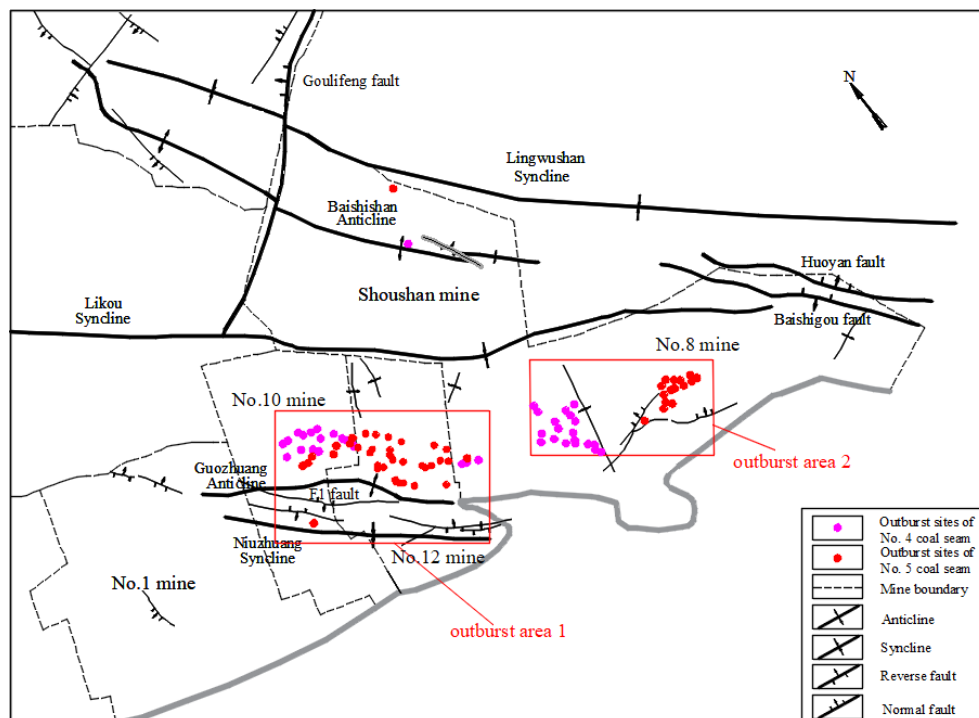 Goulifeng fault
N
Lingwushan
Syncline
Baishishan
Anticline
Huoyan fault
Likou
Syncline
Shoushan mine
Baishigou fault
No.8 mine
No.10 mine
outburst area 2
Guozhuang
Anticline
F1 fault
Niuzhuang
Syncline
No.12 mine
No.1 mine
outburst area 1
Outburst sites of
No. 4 coal seam
Outburst sites of
No. 5 coal seam
Mine boundary
Anticline
Syncline
Reverse fault
Normal fault